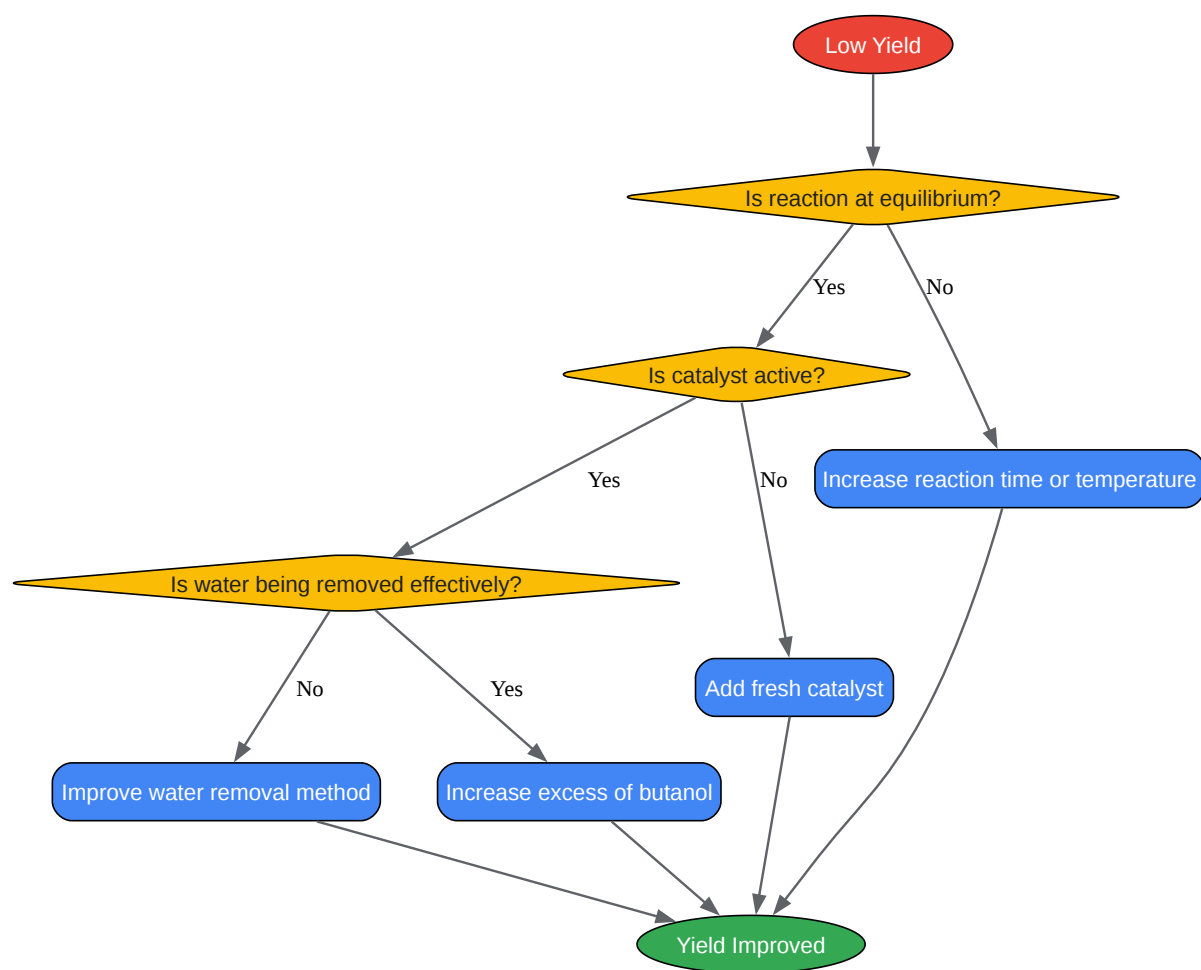 Low Yield
Is reaction at equilibrium?
Yes
No
Is catalyst active?
Yes
No
Increase reaction time or temperature
Is water being removed effectively?
No
Yes
Add fresh catalyst
Improve water removal method
Increase excess of butanol
Yield Improved